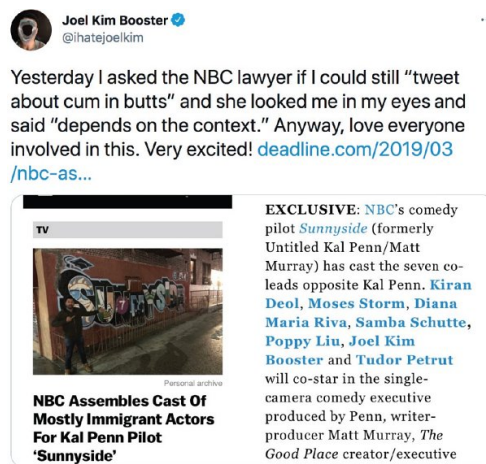 Joel Kim Booster
@ihatejoelkim
Yesterday I asked the NBC lawyer if I could still “tweet
about cum in butts” and she looked me in my eyes and
said “depends on the context.” Anyway, love everyone
involved in this. Very excited! deadline.com/2019/03
/nbc-as...
TV
SUNNYSIDE
Personal archive
NBC Assembles Cast Of
Mostly Immigrant Actors
For Kal Penn Pilot
‘Sunnyside’
EXCLUSIVE: NBC’s comedy
pilot Sunnyside (formerly
Untitled Kal Penn/Matt
Murray) has cast the seven co-
leads opposite Kal Penn. Kiran
Deol, Moses Storm, Diana
Maria Riva, Samba Schutte,
Poppy Liu, Joel Kim
Booster and Tudor Petrut
will co-star in the single-
camera comedy executive
produced by Penn, writer-
producer Matt Murray, The
Good Place creator/executive